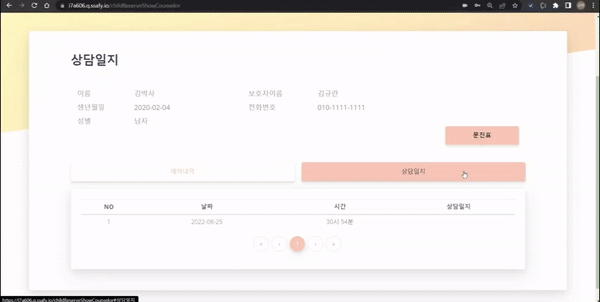 i7a606.q.ssafy.io/childReserveShowCounselor
상담일지
이름 김박사 보호자이름 김규란
생년월일 2020-02-04 전화번호 010-1111-1111
성별 남자
문진표
예약내역 상담일지
NO 날짜 시간 상담일지
1 2022-08-25 30시 54분
« ‹ 1 › »
https://i7a606.q.ssafy.io/childReserveShowCounselor#상담일지